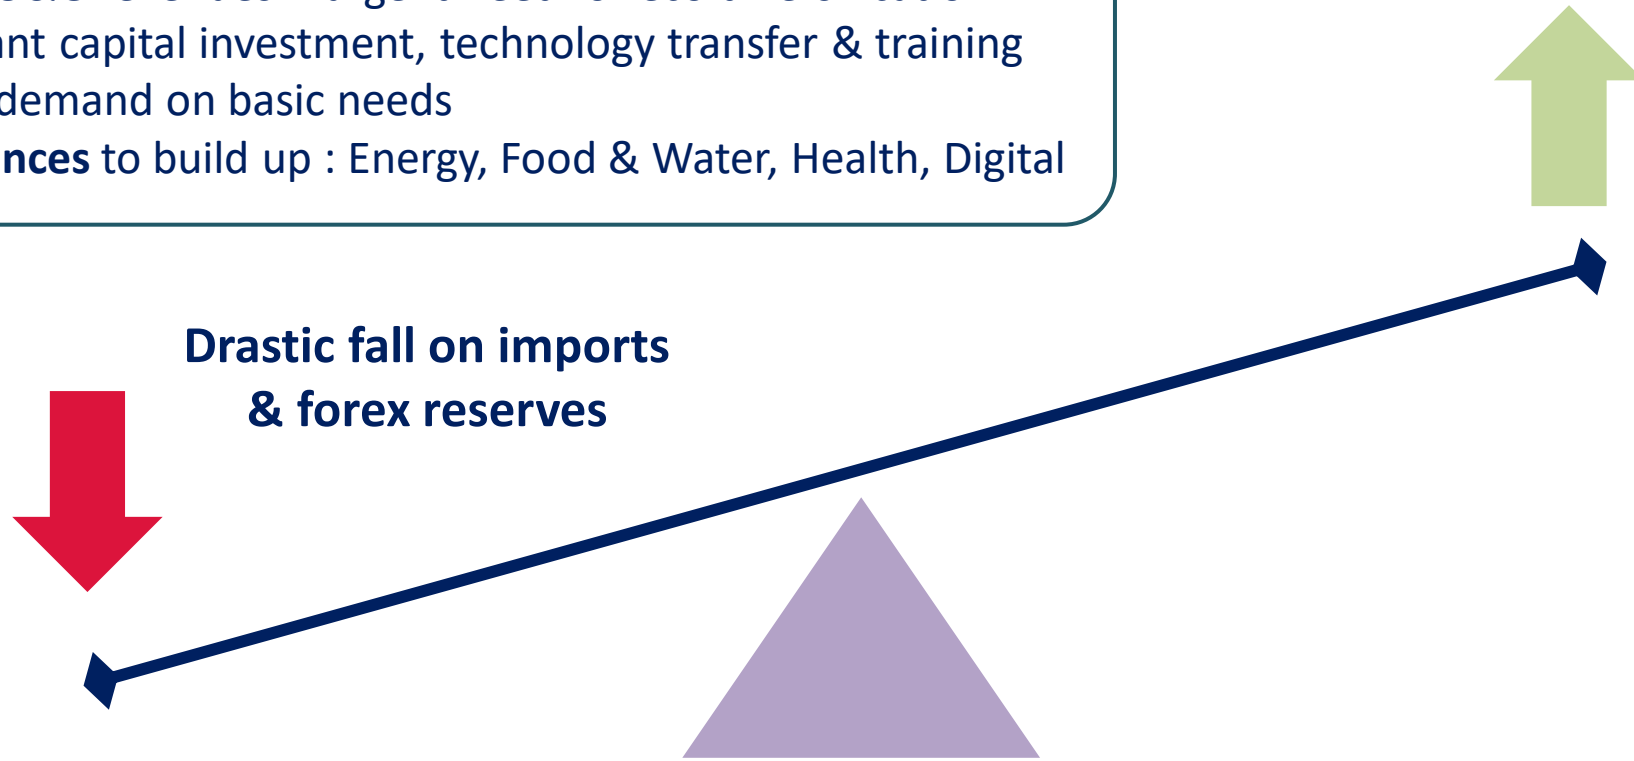 ant capital investment, technology transfer & training
demand on basic needs
nces to build up : Energy, Food & Water, Health, Digital
Drastic fall on imports
& forex reserves